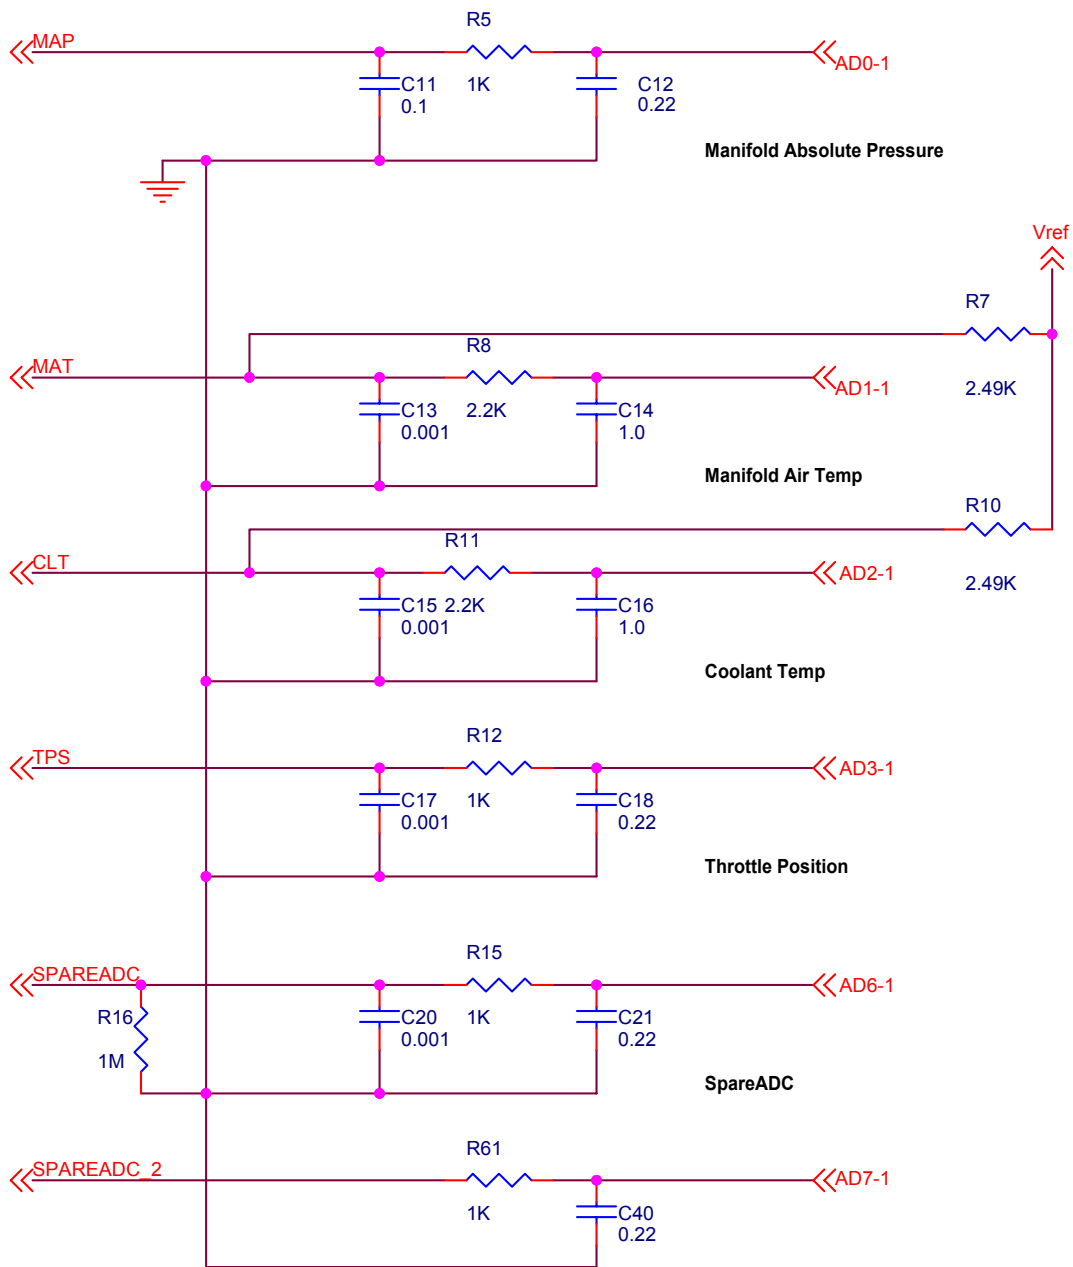 R5
MAP
AD0-1
C11
0.1
1K
C12
0.22
Manifold Absolute Pressure
Vref
R7
R8
MAT
AD1-1
2.49K
C13
0.001
2.2K
C14
1.0
Manifold Air Temp
R10
R11
CLT
AD2-1
2.49K
C15
0.001
2.2K
C16
1.0
Coolant Temp
R12
TPS
AD3-1
C17
0.001
1K
C18
0.22
Throttle Position
R15
SPAREADC
AD6-1
R16
1M
C20
0.001
1K
C21
0.22
SpareADC
R61
SPAREADC_2
AD7-1
1K
C40
0.22